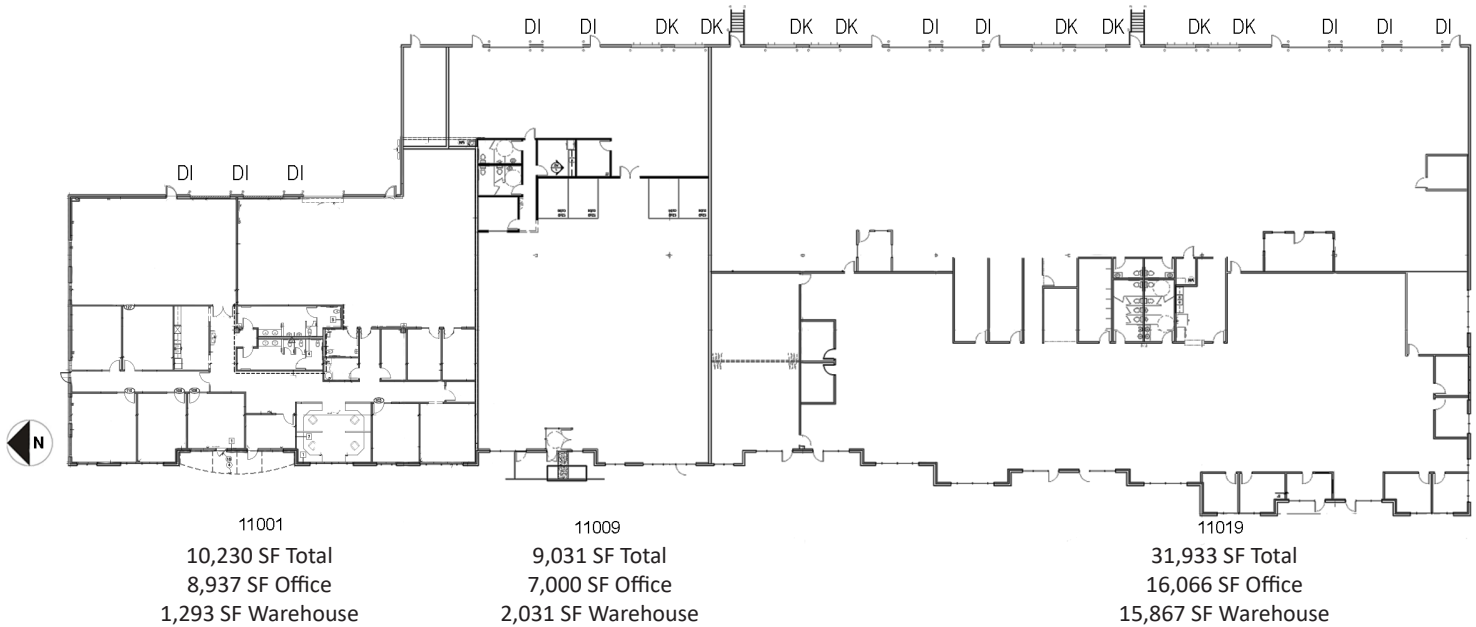 DI DI DK DK DK DK DI DI DK DK DK DK DI DI DI
DI DI DI
N
11001
10,230 SF Total
8,937 SF Office
1,293 SF Warehouse
11009
9,031 SF Total
7,000 SF Office
2,031 SF Warehouse
11019
31,933 SF Total
16,066 SF Office
15,867 SF Warehouse